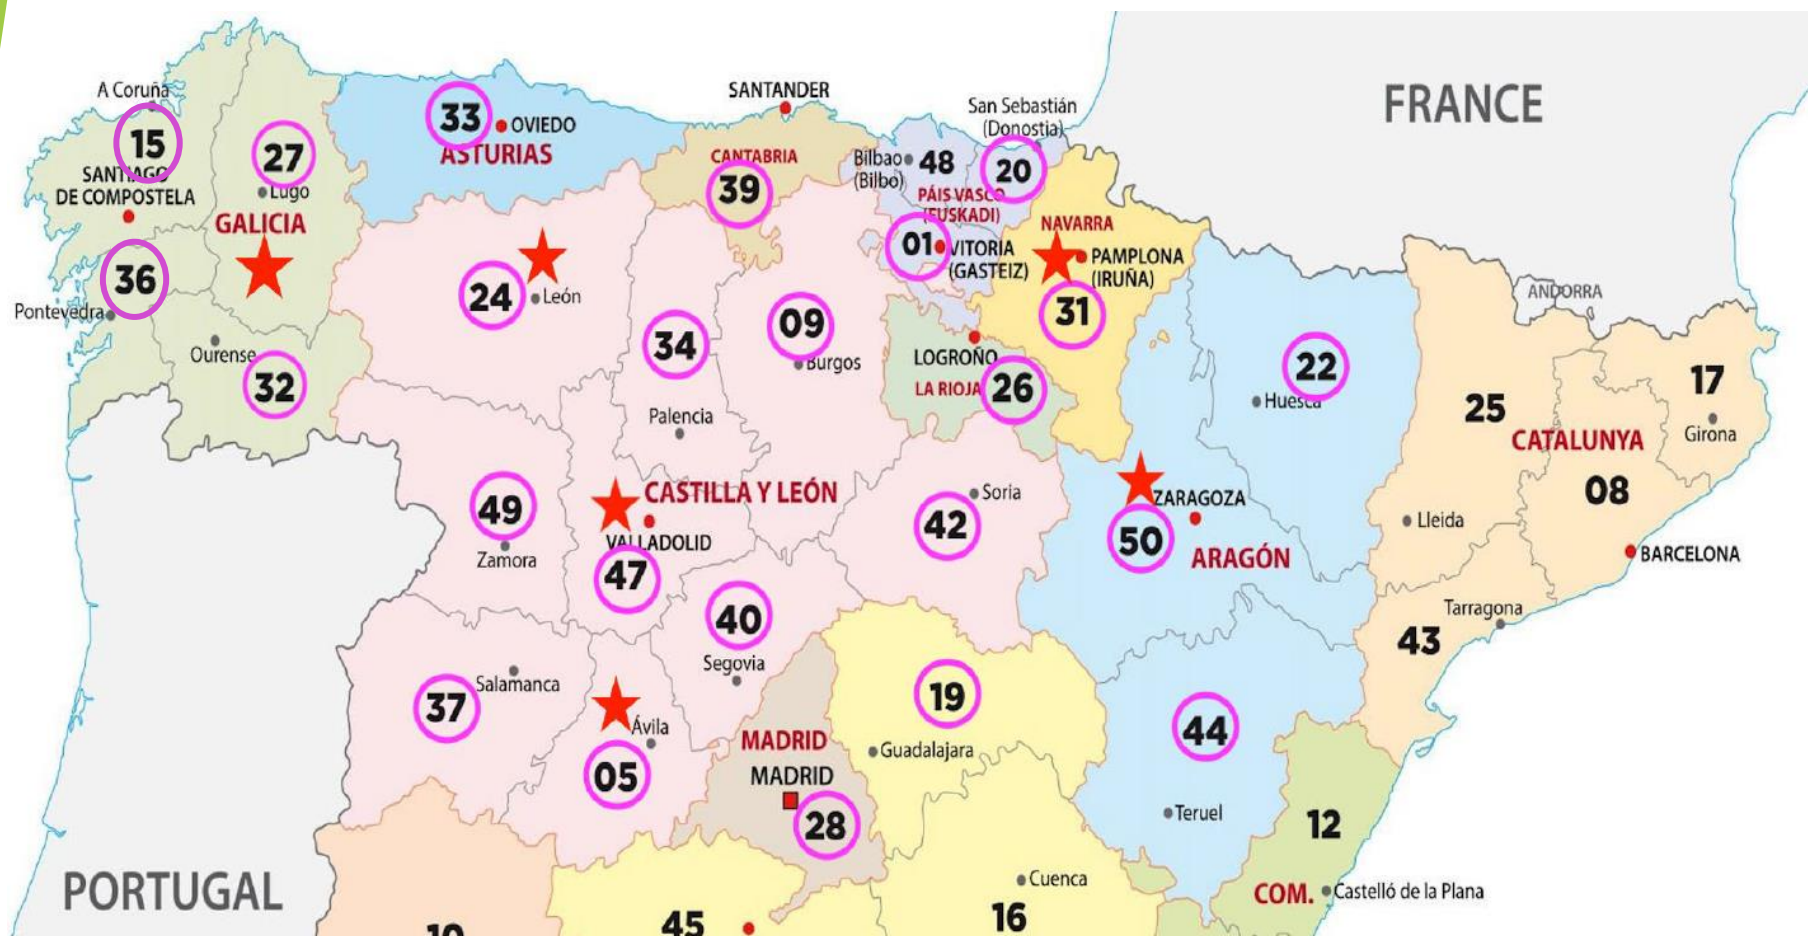 FRANCE
A Coruña
15
SANTIAGO
DE COMPOSTELA
27
Lugo
GALICIA
36
Pontevedra
Ourense
32
33
OVIEDO
ASTURIAS
SANTANDER
CANTABRIA
39
San Sebastián
(Donostia)
Bilbao
(Bilbo)
48
20
PÁIS VASCO
(EUSKADI)
01
VITORIA
(GASTEIZ)
NAVARRA
PAMPLONA
(IRUÑA)
31
24
León
34
Palencia
09
Burgos
LOGROÑO
LA RIOJA
26
22
Huesca
ANDORRA
25
17
Girona
CATALUNYA
08
Lleida
BARCELONA
Tarragona
43
49
Zamora
CASTILLA Y LEÓN
VALLADOLID
47
42
Soria
ZARAGOZA
50
ARAGÓN
40
Segovia
37
Salamanca
Ávila
05
MADRID
MADRID
28
19
Guadalajara
44
Teruel
12
COM.
Castelló de la Plana
Cuenca
16
45
PORTUGAL